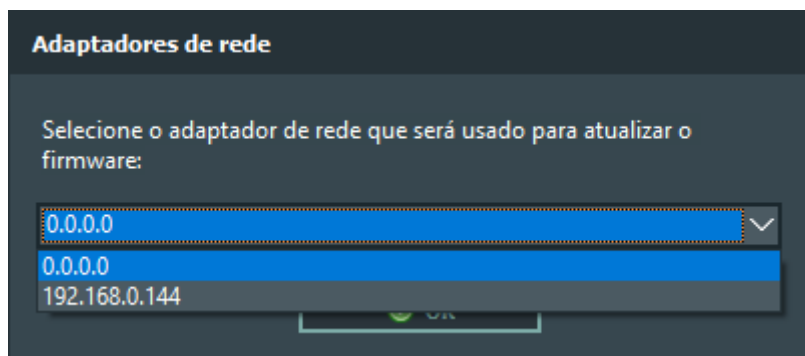 Adaptadores de rede
Selecione o adaptador de rede que será usado para atualizar o
firmware:
0.0.0.0
0.0.0.0
192.168.0.144